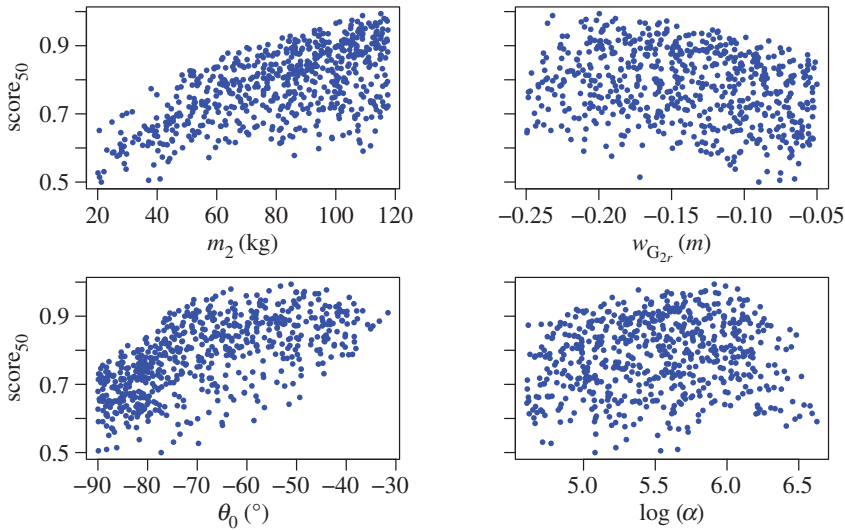 score50
0.9
0.7
0.5
20 40 60 80 100 120
m2 (kg)
−0.25 −0.20 −0.15 −0.10 −0.05
wG2r (m)
score50
0.9
0.7
0.5
−90 −80 −70 −60 −50 −40 −30
θ0 (°)
5.0 5.5 6.0 6.5
log (α)